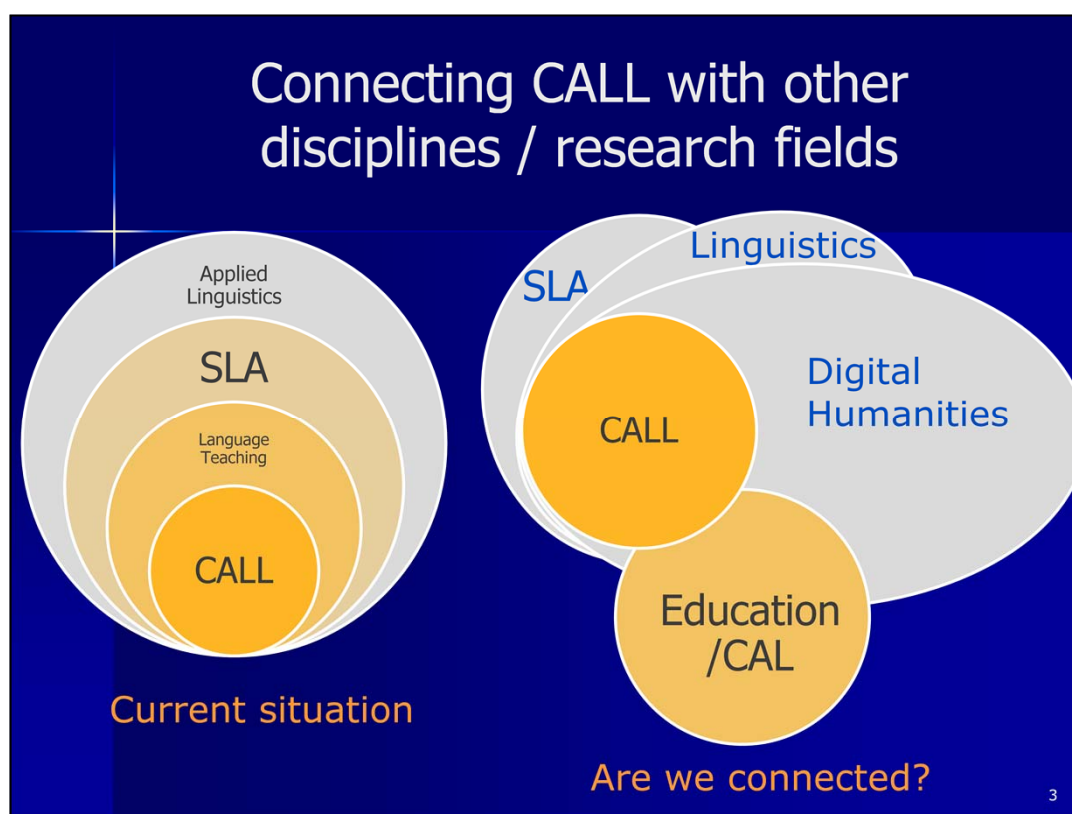 Connecting CALL with other
disciplines / research fields
Applied
Linguistics
SLA
Language
Teaching
CALL
Current situation
SLA
Linguistics
Digital
Humanities
CALL
Education
/CAL
Are we connected?
3